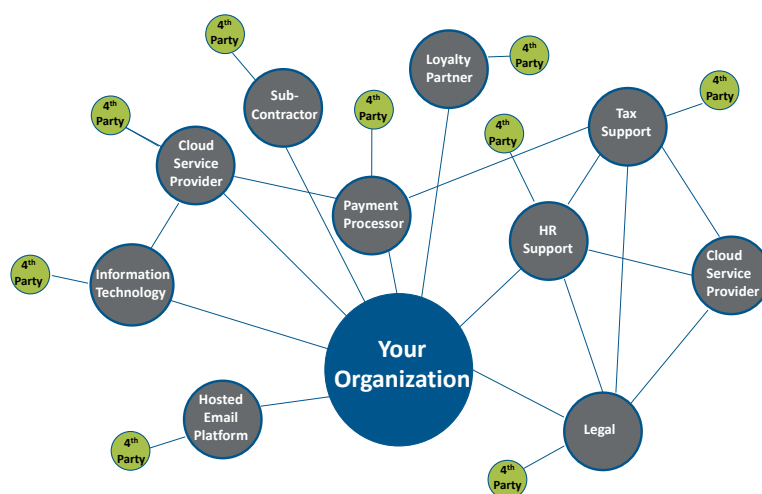 4th
Party
Sub-
Contractor
Loyalty
Partner
4th
Party
4th
Party
Tax
Support
4th
Party
4th
Party
Cloud
Service
Provider
4th
Party
Payment
Processor
HR
Support
Cloud
Service
Provider
4th
Party
Information
Technology
Your
Organization
Hosted
Email
Platform
4th
Party
Legal
4th
Party